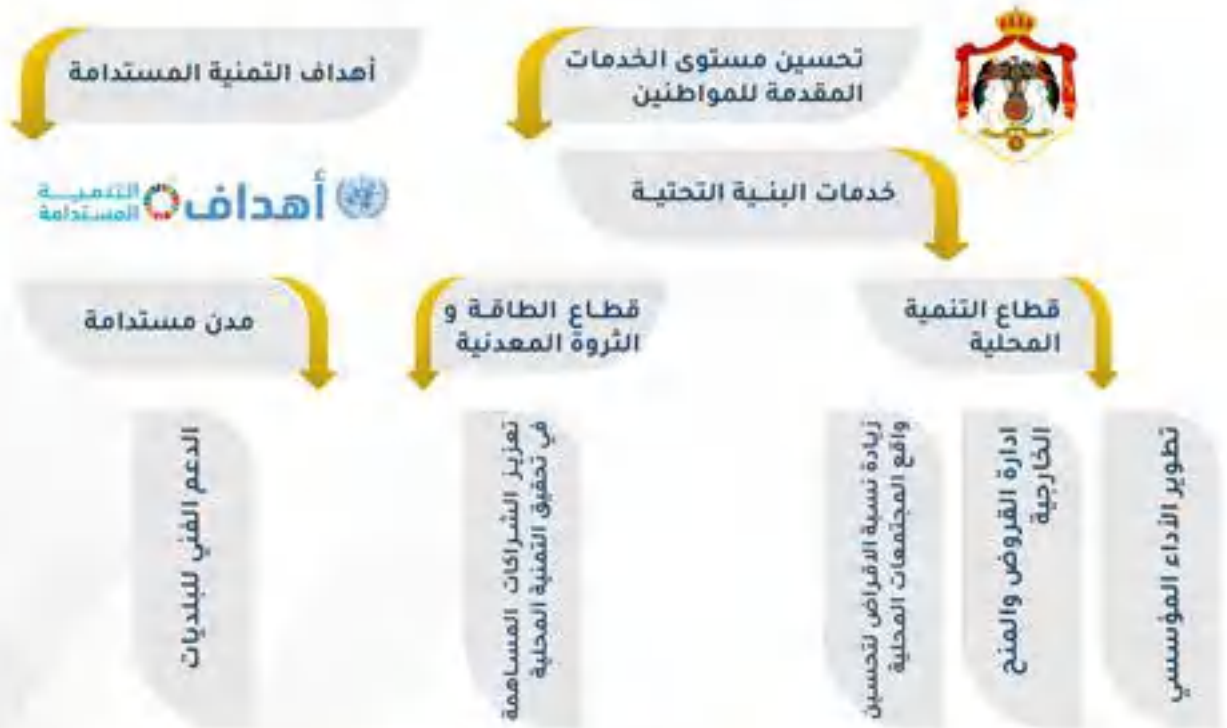 تحسين مستوى الخدمات
المقدمة للمواطنين
أهداف التمنية المستدامة
خدمات البنية التحتية
أهداف
التنمية
المستدامة
قطاع التنمية
المحلية
قطاع الطاقة و
الثروة المعدنية
مدن مستدامة
تطوير الأداء المؤسسي
ادارة القروض والمنح
الخارجية
زيادة نسبة الاقراض لتحسين
واقع المجتمعات المحلية
تعزيز الشراكات المساهمة
في تحقيق التمنية المحلية
الدعم الفني للبلديات